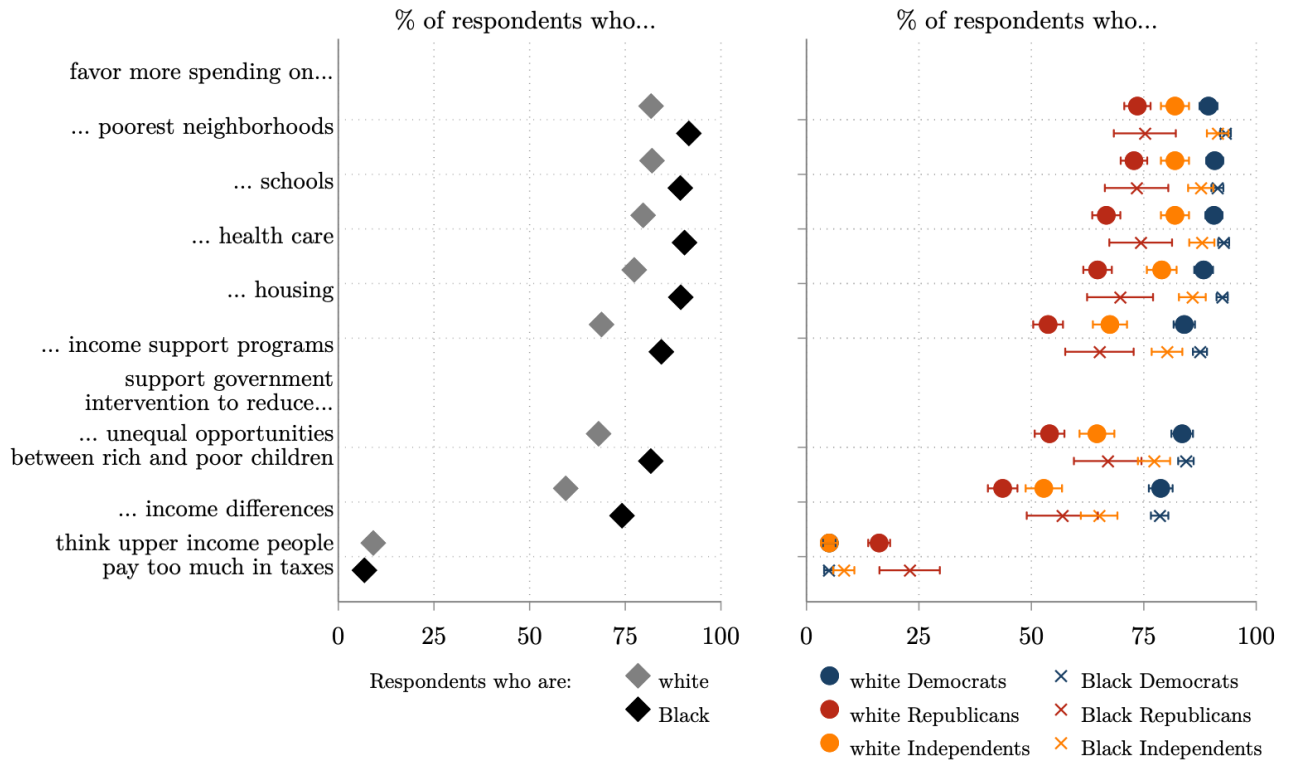 % of respondents who...
% of respondents who...
favor more spending on...
... poorest neighborhoods
... schools
... health care
... housing
... income support programs
support government
intervention to reduce...
... unequal opportunities
between rich and poor children
... income differences
think upper income people
pay too much in taxes
0 25 50 75 100
0 25 50 75 100
Respondents who are:
white
Black
white Democrats
Black Democrats
white Republicans
Black Republicans
white Independents
Black Independents